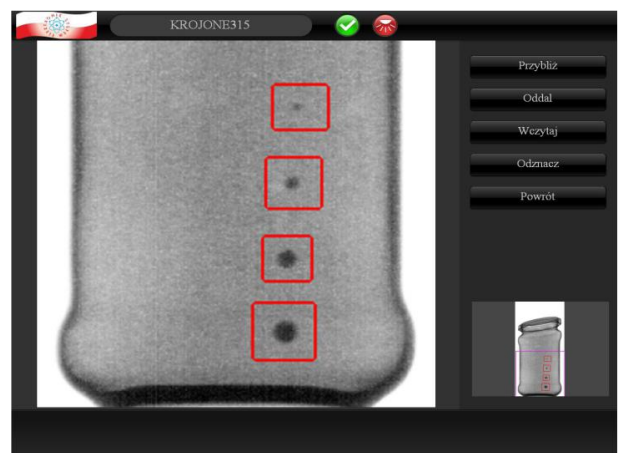 KROJONE315
Przybliż
Oddal
Wczytaj
Odznacz
Powrót